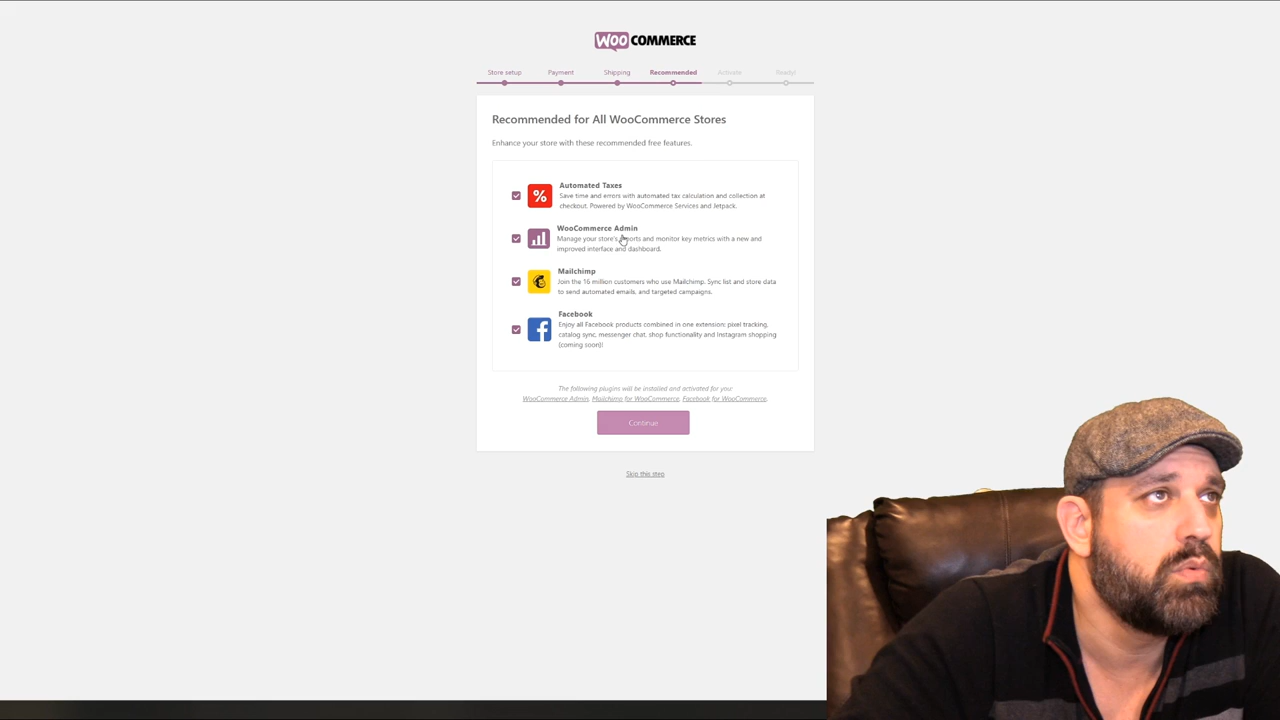 WOO COMMERCE
Store setup Payment Shipping Recommended Activate Ready!
Recommended for All WooCommerce Stores
Enhance your store with these recommended free features.
Automated Taxes
Save time and errors with automated tax calculation and collection at
checkout. Powered by WooCommerce Services and Jetpack.
WooCommerce Admin
Manage your store's reports and monitor key metrics with a new and
improved interface and dashboard.
Mailchimp
Join the 16 million customers who use Mailchimp. Sync list and store data
to send automated emails, and targeted campaigns.
Facebook
Enjoy all Facebook products combined in one extension: pixel tracking,
catalog sync, messenger chat, shop functionality and Instagram shopping
(coming soon)!
The following plugins will be installed and activated for you:
WooCommerce Admin, Mailchimp for WooCommerce, Facebook for WooCommerce.
Continue
Skip this step